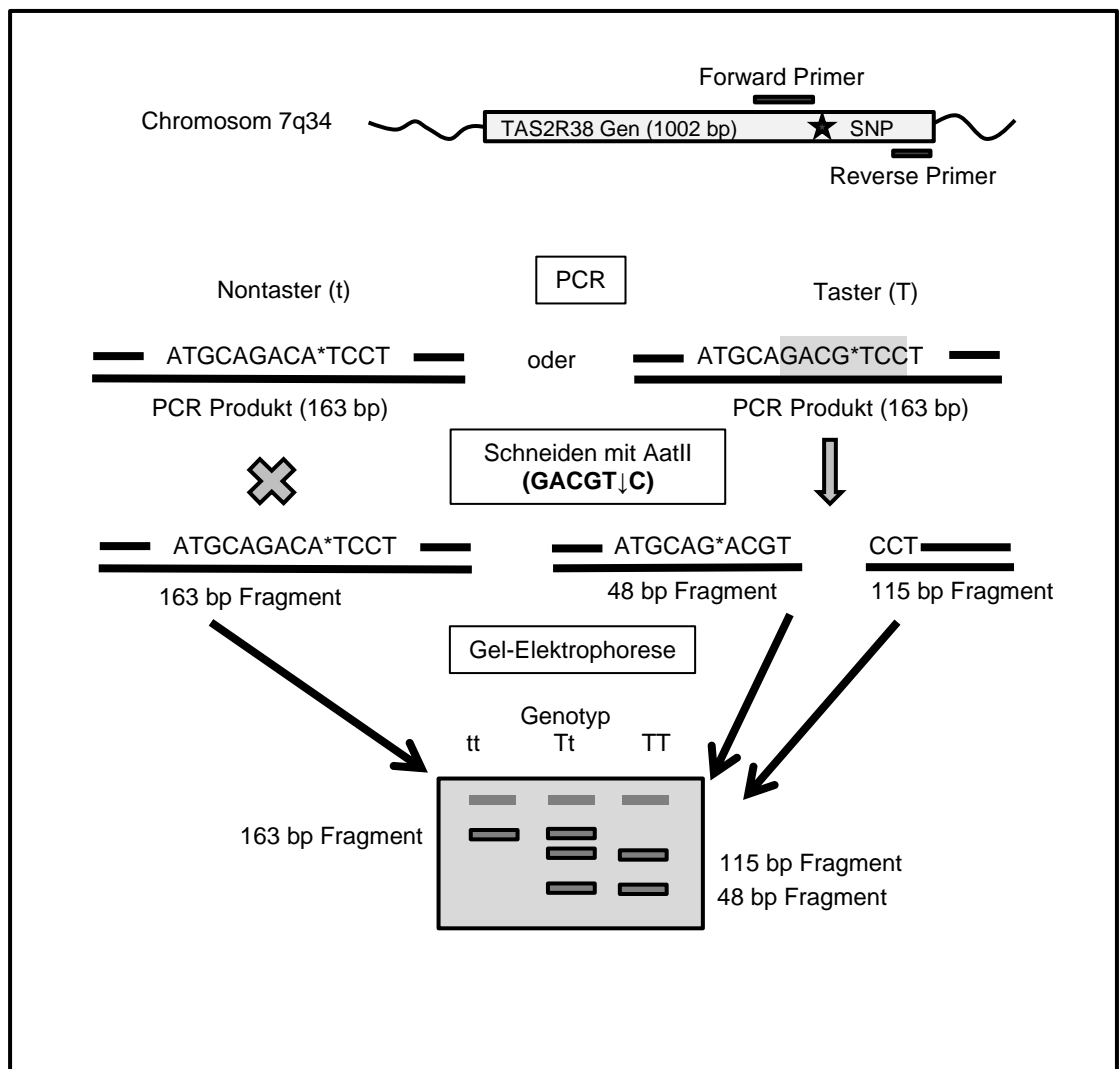 Forward Primer
Chromosom 7q34
TAS2R38 Gen (1002 bp)
SNP
Reverse Primer
PCR
Nontaster (t)
Taster (T)
ATGCAGACA*TCCT
oder
ATGCAGACG*TCCT
PCR Produkt (163 bp)
PCR Produkt (163 bp)
Schneiden mit AatII
(GACGT↓C)
ATGCAGACA*TCCT
ATGCAG*ACGT
CCT
163 bp Fragment
48 bp Fragment
115 bp Fragment
Gel-Elektrophorese
Genotyp
tt
Tt
TT
163 bp Fragment
115 bp Fragment
48 bp Fragment